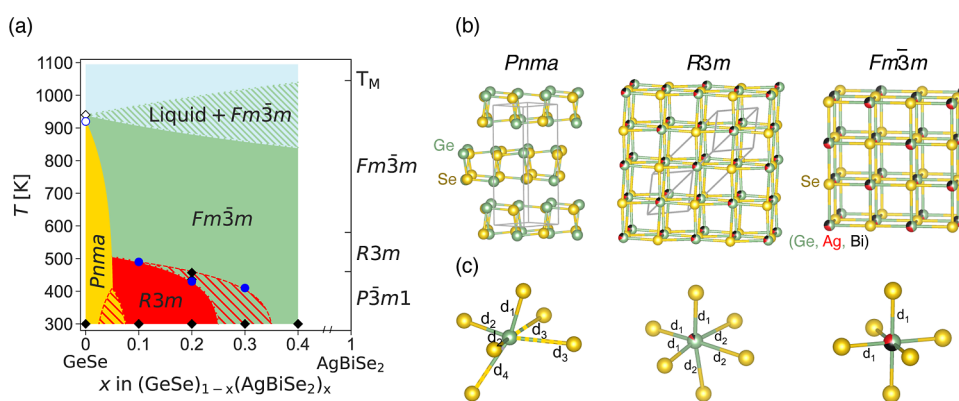 (a)
1100
1000
900
800
700
600
500
400
300
T [K]
Liquid + Fm3̄m
Fm3̄m
Pnma
R3m
T_M
Fm3̄m
R3m
P3̄m1
0.0 0.1 0.2 0.3 0.4 1
GeSe AgBiSe₂
x in (GeSe)₁₋ₓ(AgBiSe₂)ₓ
(b)
Pnma R3m Fm3̄m
Ge
Se
Se
(Ge, Ag, Bi)
(c)
d₁
d₂
d₂
d₃
d₃
d₄
d₁
d₁
d₁
d₂
d₂
d₂
d₁
d₁